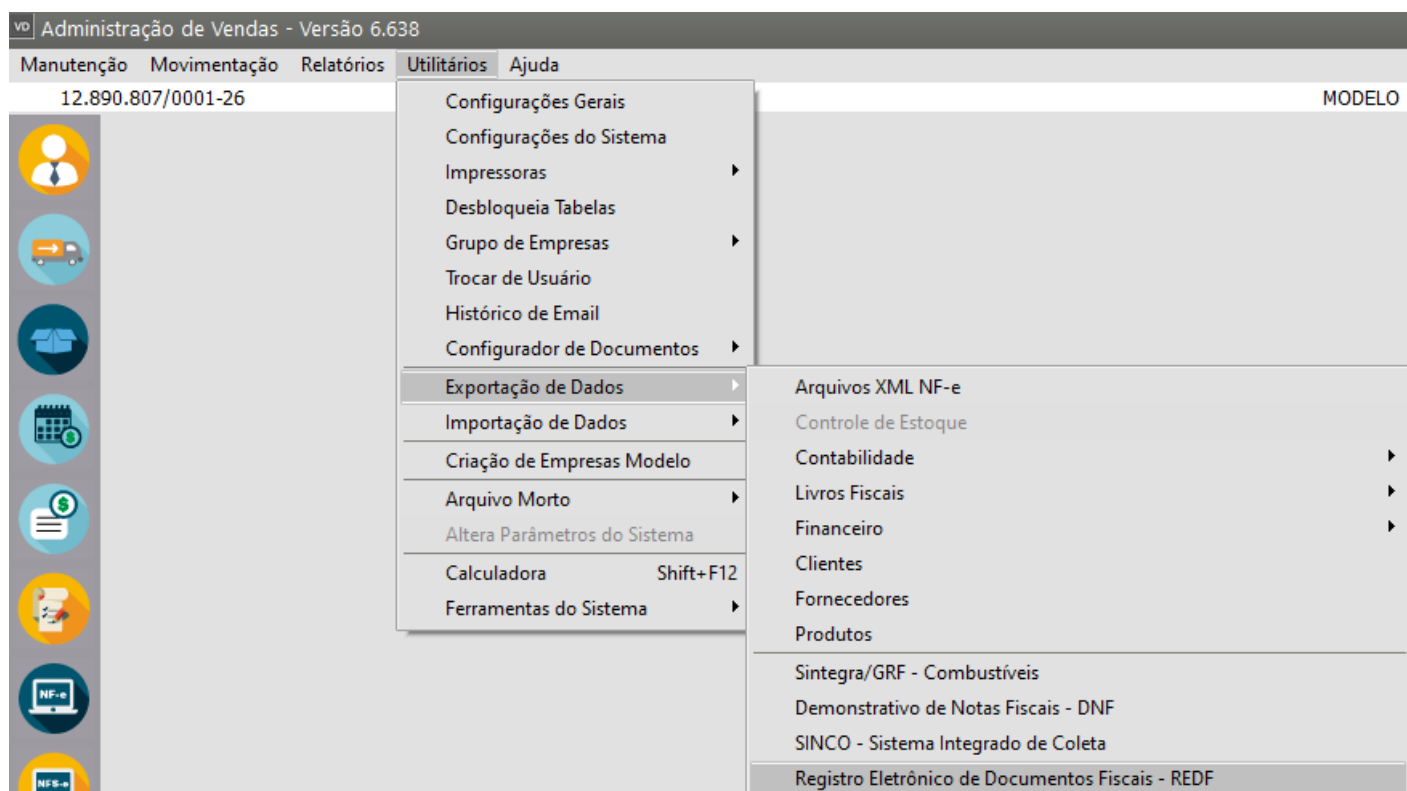 VD Administração de Vendas - Versão 6.638
Manutenção Movimentação Relatórios Utilitários Ajuda
12.890.807/0001-26 MODELO
Configurações Gerais
Configurações do Sistema
Impressoras
Desbloqueia Tabelas
Grupo de Empresas
Trocar de Usuário
Histórico de Email
Configurador de Documentos
Exportação de Dados
Importação de Dados
Criação de Empresas Modelo
Arquivo Morto
Altera Parâmetros do Sistema
Calculadora Shift+F12
Ferramentas do Sistema
Arquivos XML NF-e
Controle de Estoque
Contabilidade
Livros Fiscais
Financeiro
Clientes
Fornecedores
Produtos
Sintegra/GRF - Combustíveis
Demonstrativo de Notas Fiscais - DNF
SINCO - Sistema Integrado de Coleta
Registro Eletrônico de Documentos Fiscais - REDF
NF-e
NFS-e